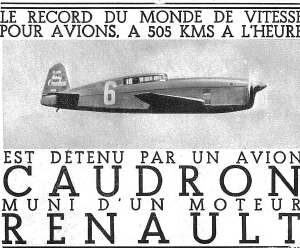 LE RECORD DU MONDE DE VITESSE
POUR AVIONS, A 505 KMS A L'HEURE
6
EST DÉTENU PAR UN AVION
CAUDRON
MUNI D'UN MOTEUR
RENAULT